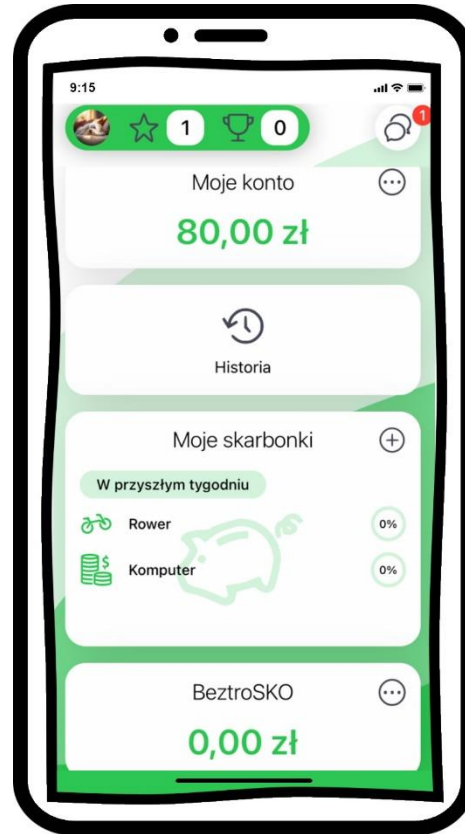 9:15
1
0
1
Moje konto
80,00 zł
Historia
Moje skarbonki
W przyszłym tygodniu
Rower
0%
Komputer
0%
BeztroSKO
0,00 zł